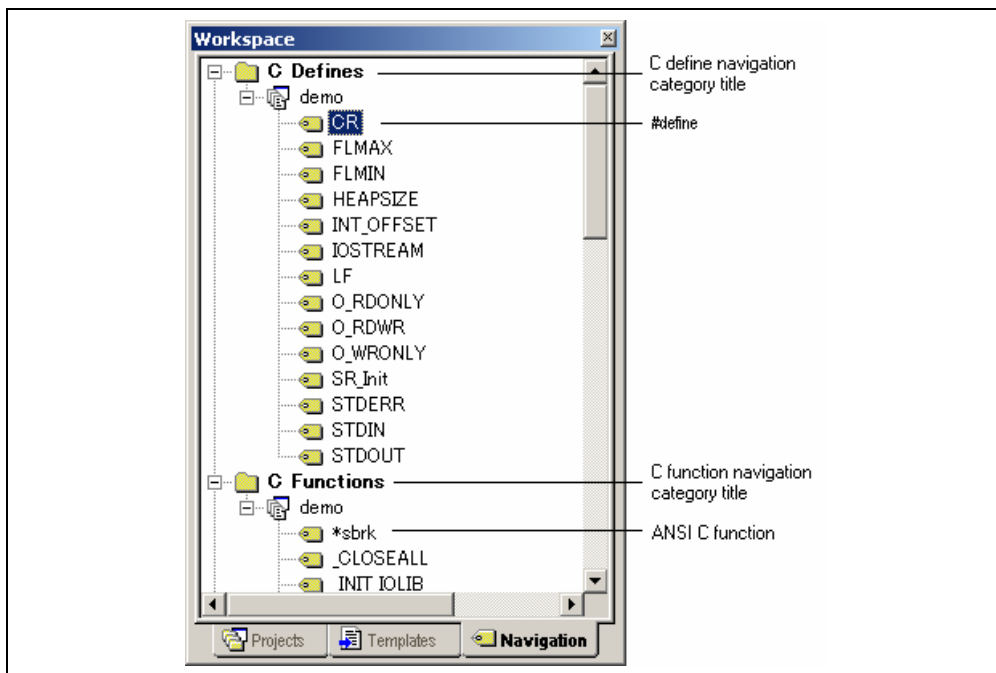 Workspace
C Defines
C define navigation
category title
demo
CR
#define
FLMAX
FLMIN
HEAPSIZE
INT_OFFSET
IOSTREAM
LF
O_RDONLY
O_RDWR
O_WRONLY
SR_Init
STDERR
STDIN
STDOUT
C Functions
C function navigation
category title
demo
*sbrk
ANSI C function
_CLOSEALL
_INIT_IOLIB
Projects
Templates
Navigation